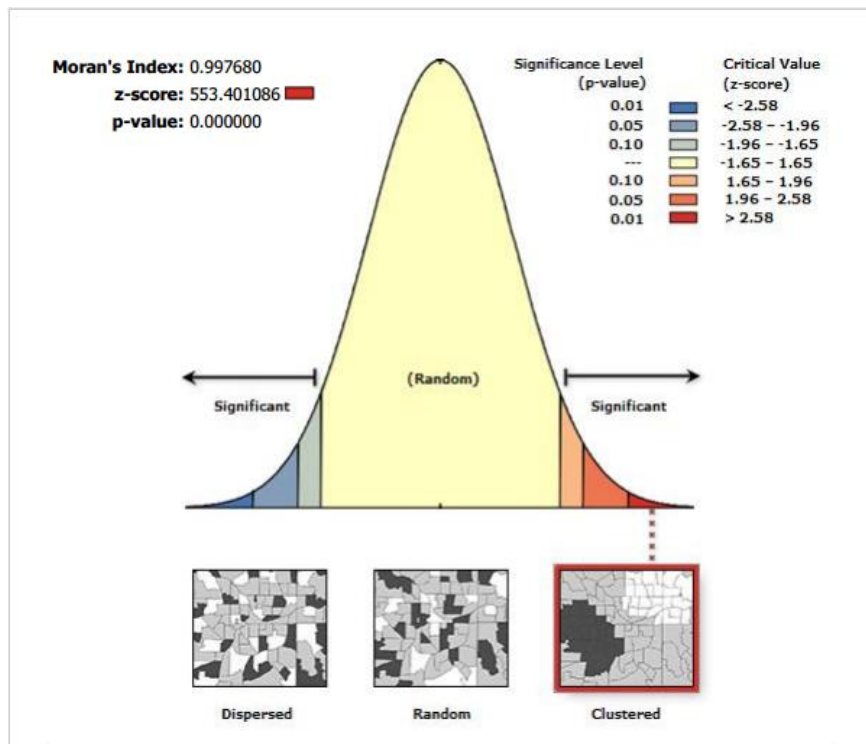 Moran's Index: 0.997680
z-score: 553.401086
p-value: 0.000000
Significance Level
(p-value)
Critical Value
(z-score)
0.01 < -2.58
0.05 -2.58 – -1.96
0.10 -1.96 – -1.65
--- -1.65 – 1.65
0.10 1.65 – 1.96
0.05 1.96 – 2.58
0.01 > 2.58
(Random)
Significant
Significant
Dispersed
Random
Clustered